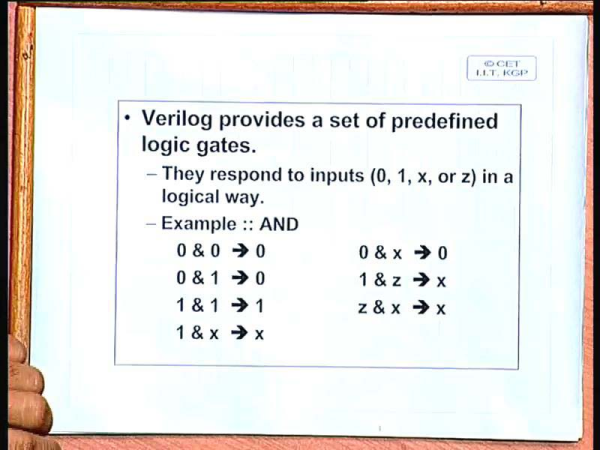 © CET
I.I.T. KGP
• Verilog provides a set of predefined
logic gates.
– They respond to inputs (0, 1, x, or z) in a
logical way.
– Example :: AND
0 & 0 ➔ 0
0 & 1 ➔ 0
1 & 1 ➔ 1
1 & x ➔ x
0 & x ➔ 0
1 & z ➔ x
z & x ➔ x